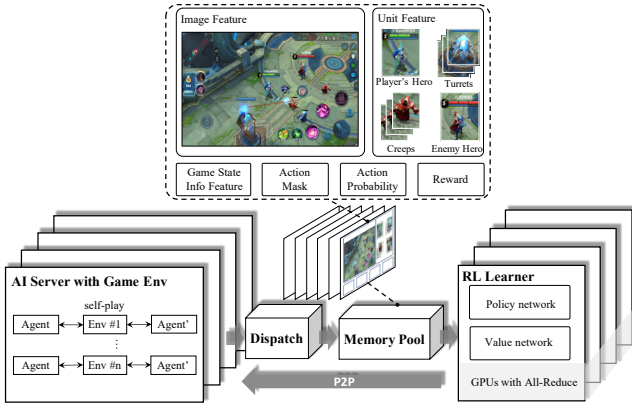 Image Feature
Unit Feature
Player's Hero
Turrets
Creeps
Enemy Hero
Game State
Info Feature
Action
Mask
Action
Probability
Reward
AI Server with Game Env
self-play
Agent
Env #1
Agent'
⋮
Agent
Env #n
Agent'
Dispatch
Memory Pool
RL Learner
Policy network
Value network
GPUs with All-Reduce
P2P